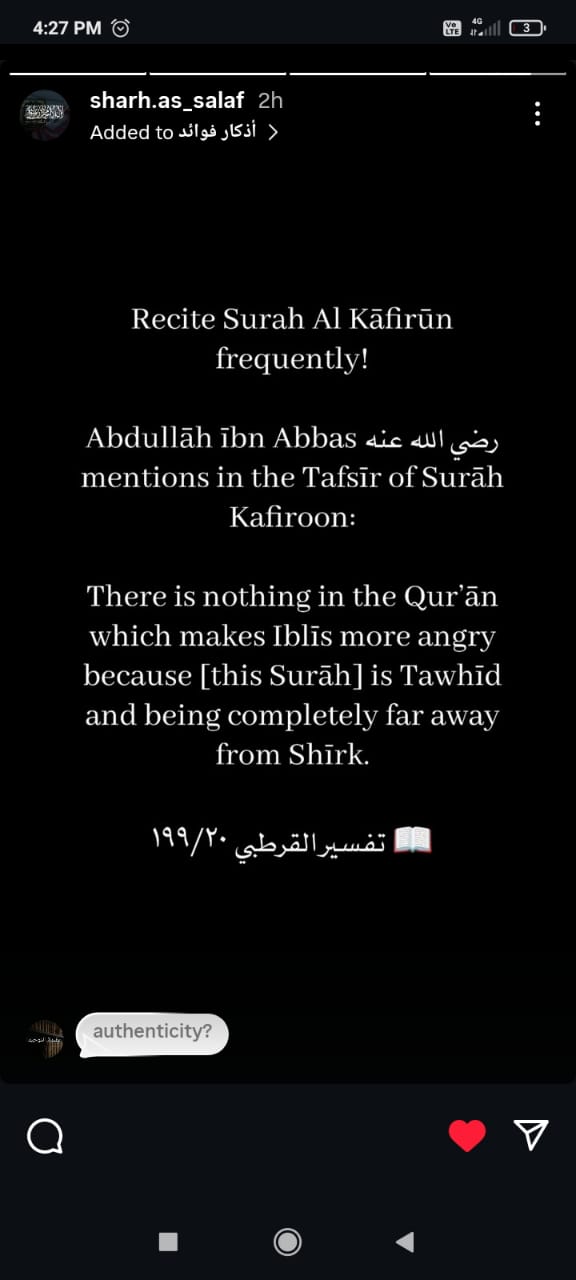 4:27 PM
Vo LTE 4G 3
sharh.as_salaf 2h
Added to أذكار فوائد >
Recite Surah Al Kāfirūn
frequently!
Abdullāh ībn Abbas رضي الله عنه
mentions in the Tafsīr of Surāh
Kafiroon:
There is nothing in the Qur’ān
which makes Iblīs more angry
because [this Surāh] is Tawhīd
and being completely far away
from Shīrk.
📖 تفسير القرطبي ١٩٩/٢٠
authenticity?